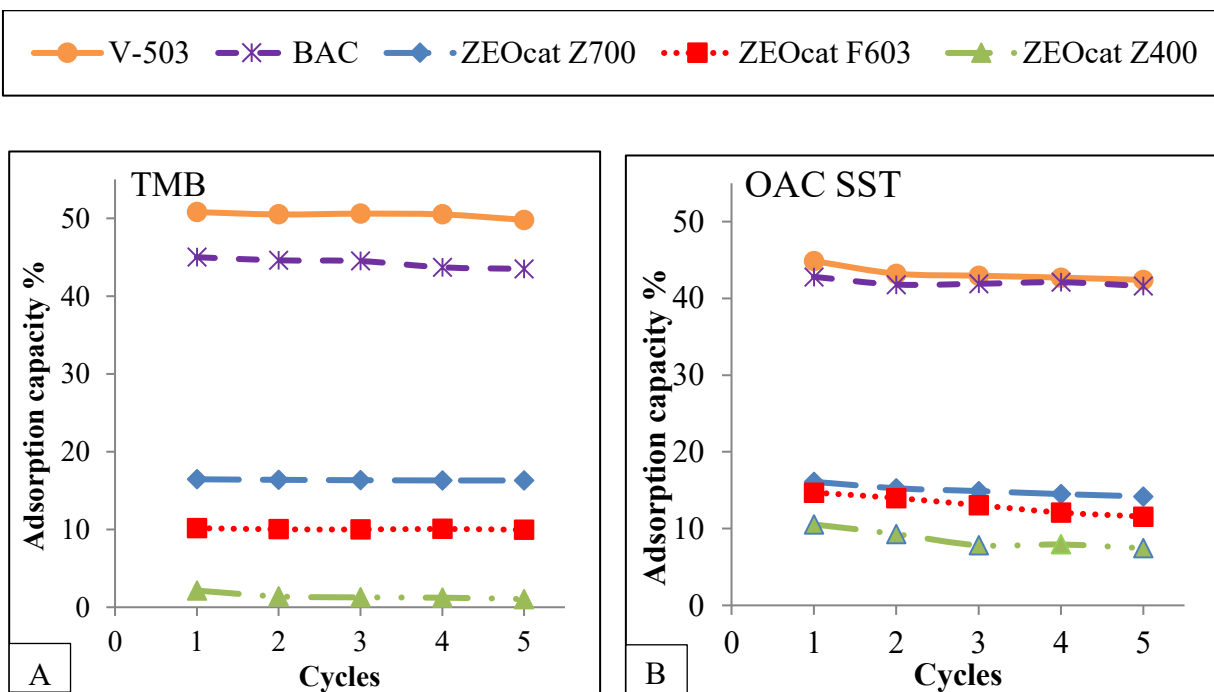 V-503 BAC ZEOcat Z700 ZEOcat F603 ZEOcat Z400
TMB
Adsorption capacity %
50
40
30
20
10
0
0 1 2 3 4 5
Cycles
A
OAC SST
Adsorption capacity %
50
40
30
20
10
0
0 1 2 3 4 5
Cycles
B